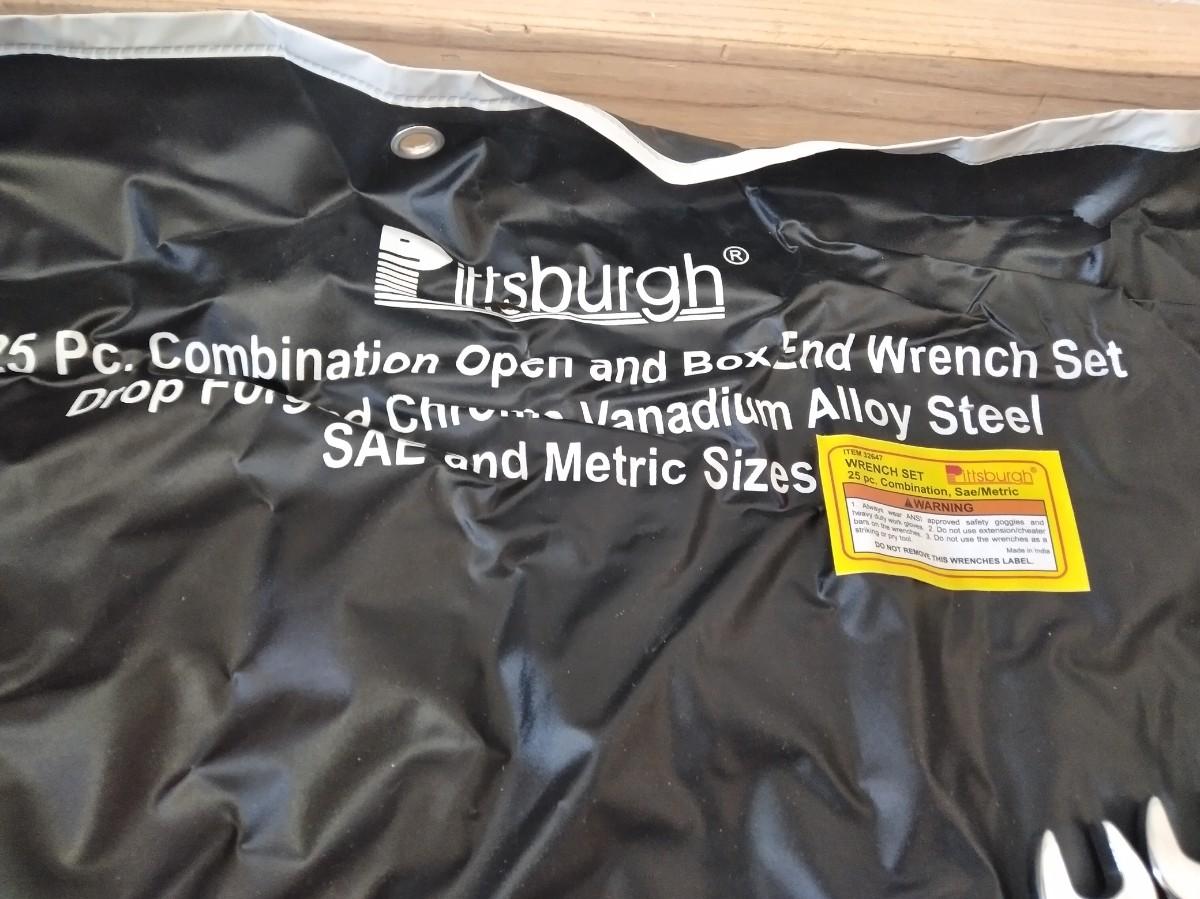 Pittsburgh®
25 Pc. Combination Open and Box End Wrench Set
Drop Forged Chrome Vanadium Alloy Steel
SAE and Metric Sizes
ITEM 32647
WRENCH SET
Pittsburgh®
25 pc. Combination, Sae/Metric
WARNING
1. Always wear ANSI approved safety goggies and
heavy duty work gloves. 2. Do not use extension/cheater
bars on the wrenches. 3. Do not use the wrenches as a
striking or pry tool.
Made in India
DO NOT REMOVE THIS WRENCHES LABEL.